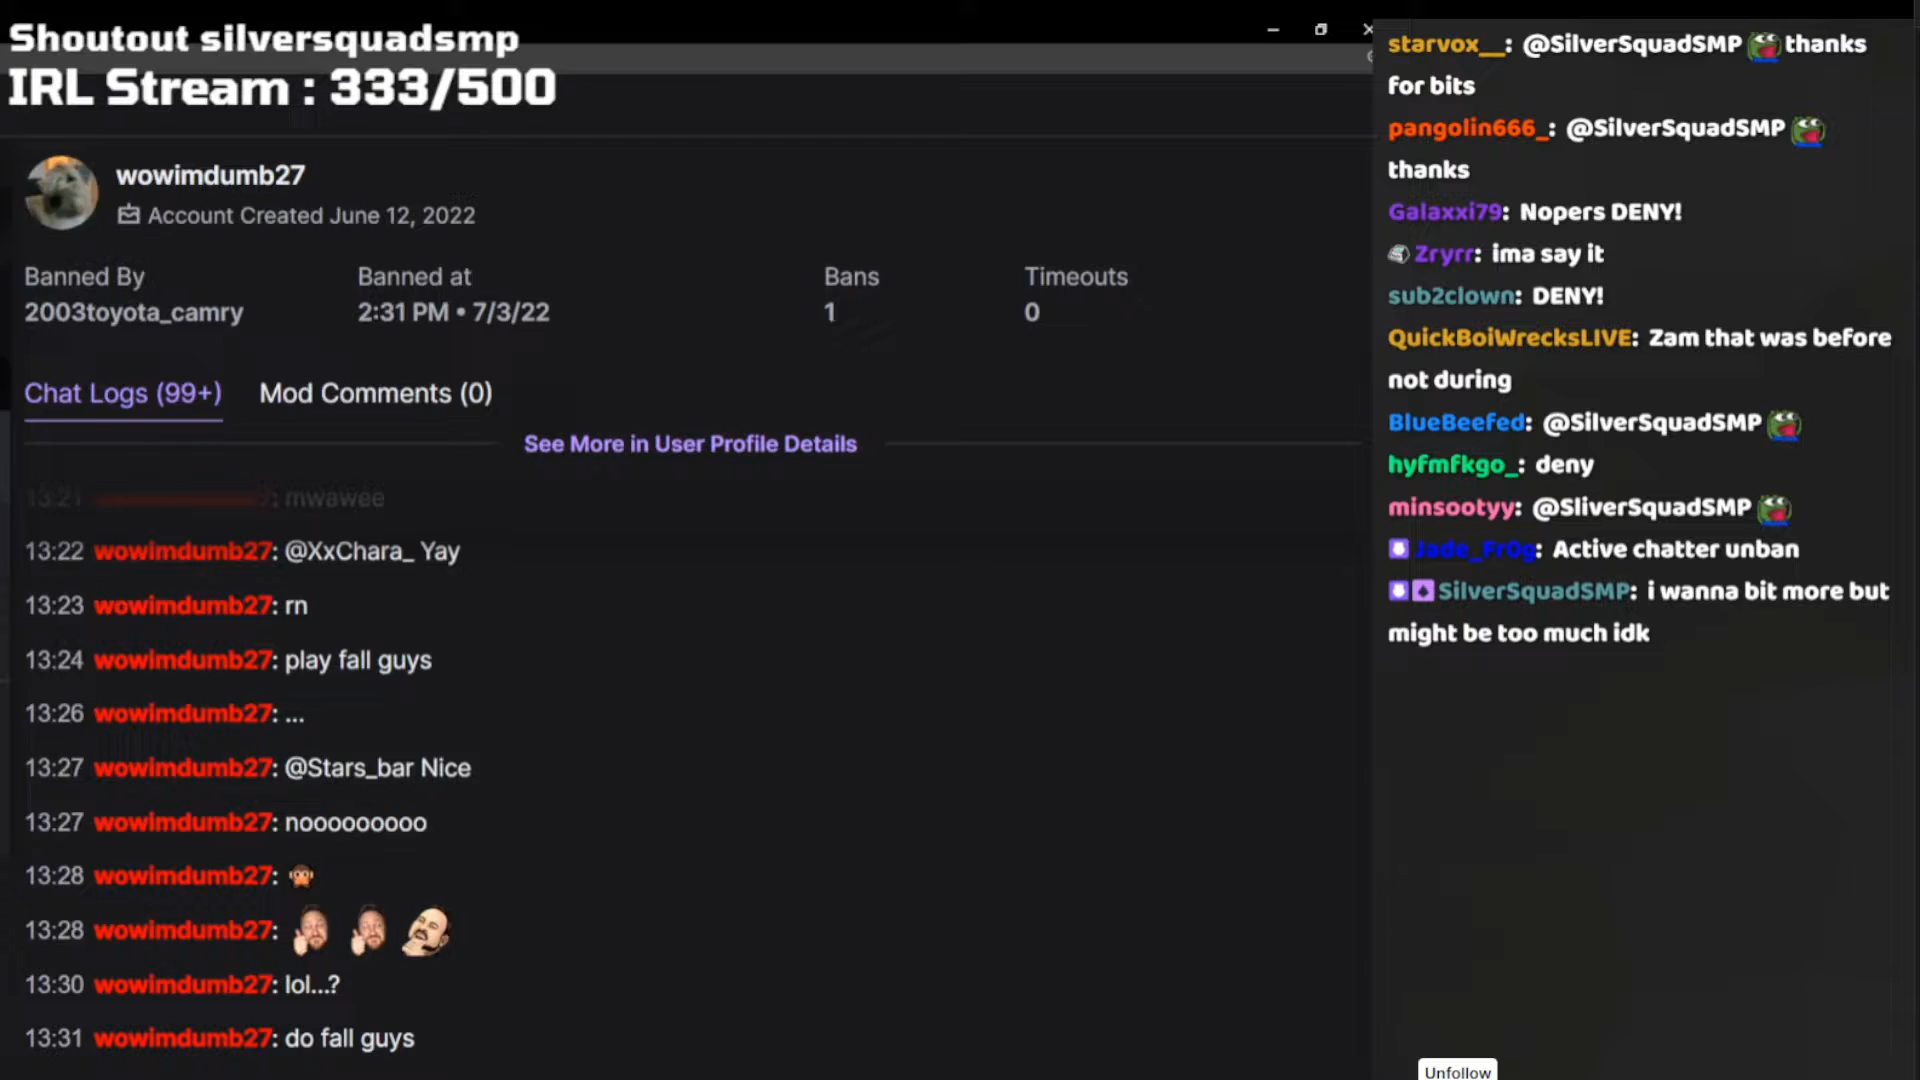 Shoutout silversquadsmp
IRL Stream : 333/500
wowimdumb27
Account Created June 12, 2022
Banned By
2003toyota_camry
Banned at
2:31 PM • 7/3/22
Bans
1
Timeouts
0
Chat Logs (99+)
Mod Comments (0)
See More in User Profile Details
13:21 : mwawee
13:22 wowimdumb27: @XxChara_ Yay
13:23 wowimdumb27: rn
13:24 wowimdumb27: play fall guys
13:26 wowimdumb27: ...
13:27 wowimdumb27: @Stars_bar Nice
13:27 wowimdumb27: nooooooooo
13:28 wowimdumb27:
13:28 wowimdumb27:
13:30 wowimdumb27: lol...?
13:31 wowimdumb27: do fall guys
starvox__: @SilverSquadSMP thanks
for bits
pangolin666_: @SilverSquadSMP
thanks
Galaxxi79: Nopers DENY!
Zryrr: ima say it
sub2clown: DENY!
QuickBoiWrecksLIVE: Zam that was before
not during
BlueBeefed: @SilverSquadSMP
hyfmfkgo_: deny
minsootyy: @SliverSquadSMP
Jade_Fr0g: Active chatter unban
SilverSquadSMP: i wanna bit more but
might be too much idk
Unfollow